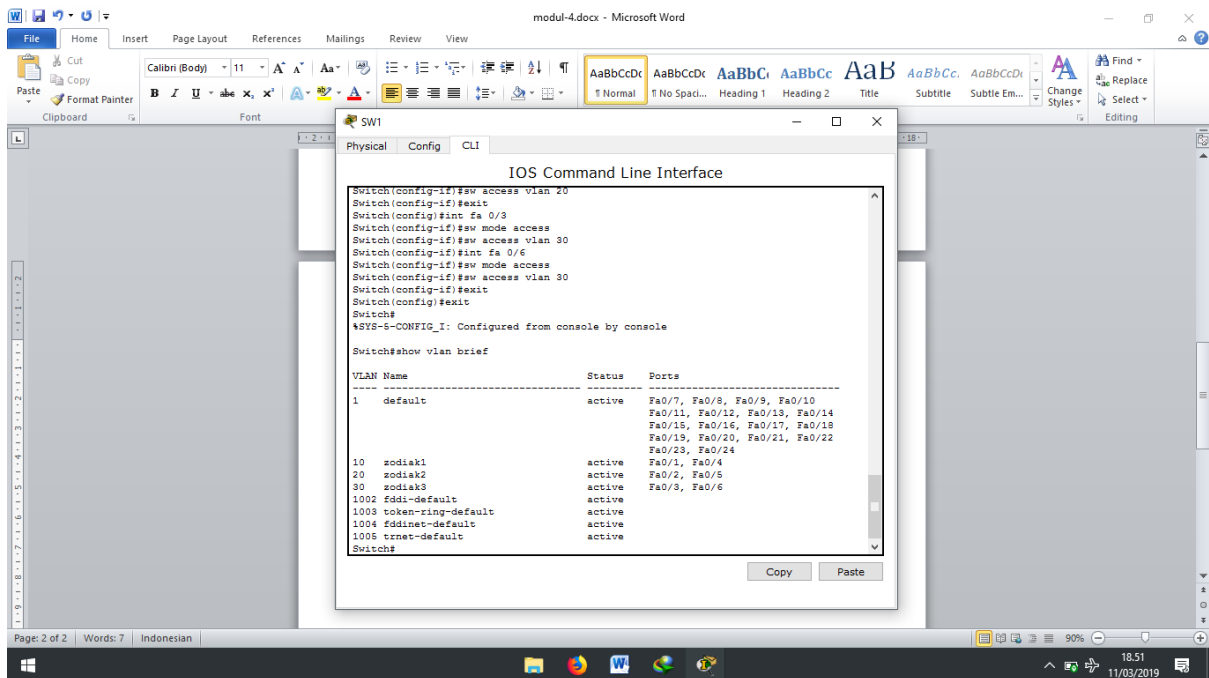 modul-4.docx - Microsoft Word
File Home Insert Page Layout References Mailings Review View
Paste
Cut
Copy
Format Painter
Clipboard
Calibri (Body) 11
Font
AaBbCcDc AaBbCcDc AaBbC AaBbCc AaB AaBbCc. AaBbCcDc
¶ Normal ¶ No Spaci... Heading 1 Heading 2 Title Subtitle Subtle Em...
Change Styles
Find
Replace
Select
Editing
SW1
Physical Config CLI
IOS Command Line Interface
Switch(config-if)#sw access vlan 20
Switch(config-if)#exit
Switch(config)#int fa 0/3
Switch(config-if)#sw mode access
Switch(config-if)#sw access vlan 30
Switch(config-if)#int fa 0/6
Switch(config-if)#sw mode access
Switch(config-if)#sw access vlan 30
Switch(config-if)#exit
Switch(config)#exit
Switch#
%SYS-5-CONFIG_I: Configured from console by console
Switch#show vlan brief
VLAN Name Status Ports
---- -------------------------------- --------- -------------------------------
1 default active Fa0/7, Fa0/8, Fa0/9, Fa0/10
Fa0/11, Fa0/12, Fa0/13, Fa0/14
Fa0/15, Fa0/16, Fa0/17, Fa0/18
Fa0/19, Fa0/20, Fa0/21, Fa0/22
Fa0/23, Fa0/24
10 zodiak1 active Fa0/1, Fa0/4
20 zodiak2 active Fa0/2, Fa0/5
30 zodiak3 active Fa0/3, Fa0/6
1002 fddi-default active
1003 token-ring-default active
1004 fddinet-default active
1005 trnet-default active
Switch#
Copy Paste
Page: 2 of 2 Words: 7 Indonesian 90%
18.51
11/03/2019